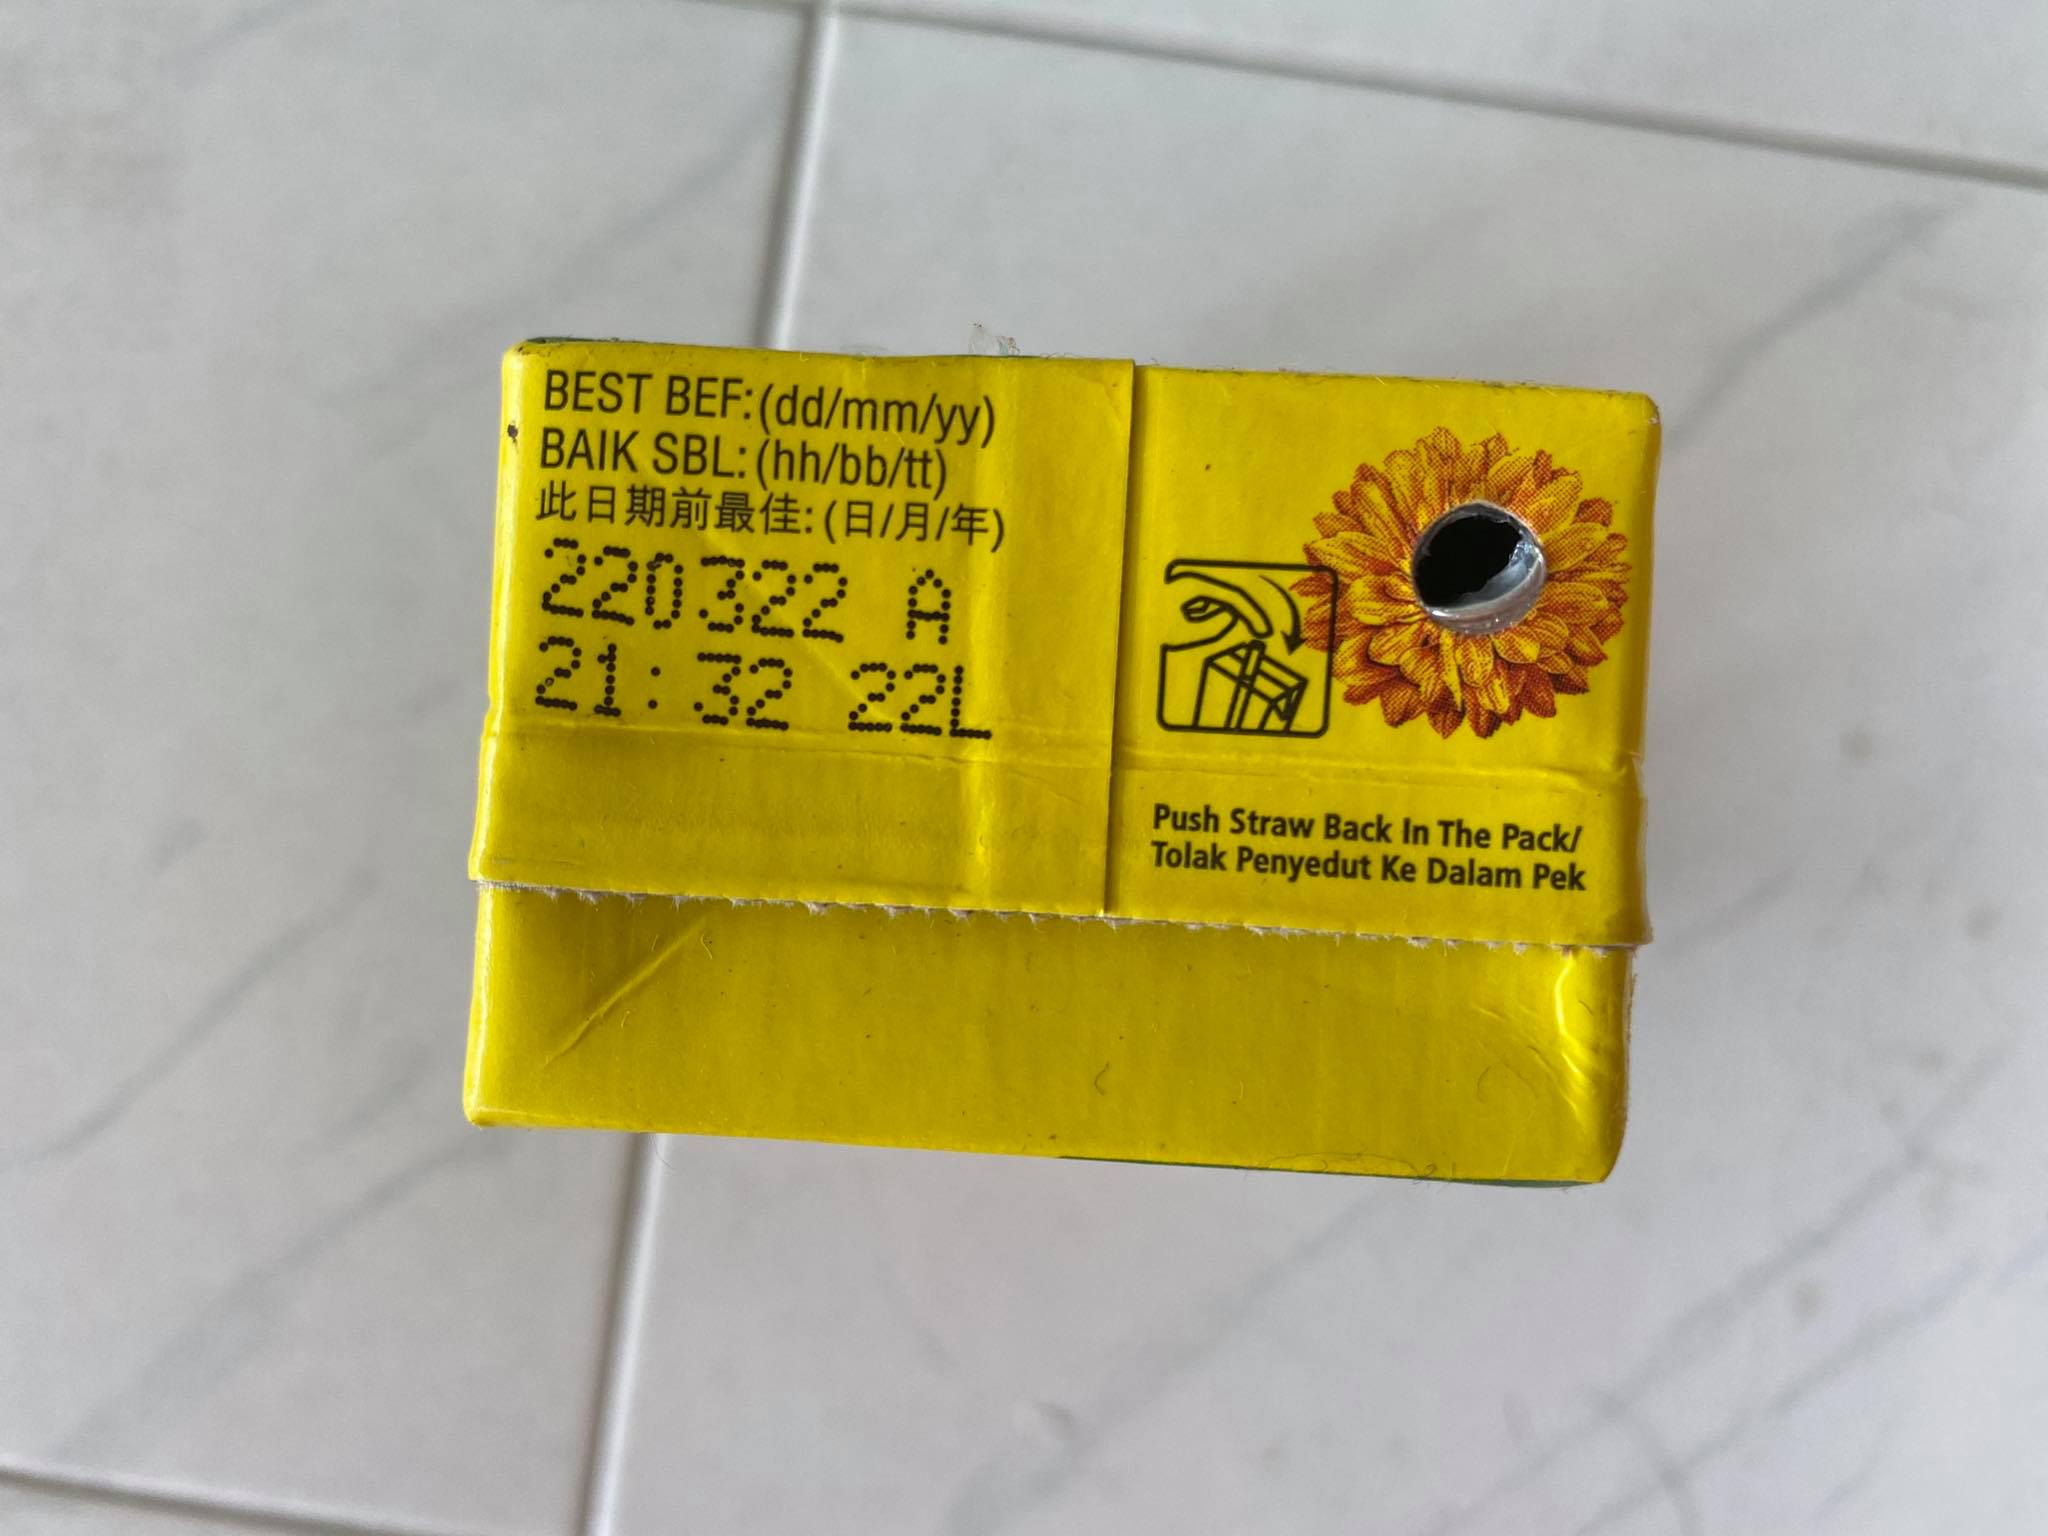 BEST BEF: (dd/mm/yy)
BAIK SBL: (hh/bb/tt)
此日期前最佳: (日/月/年)
220322 A
21:32 22L
Push Straw Back In The Pack/
Tolak Penyedut Ke Dalam Pek